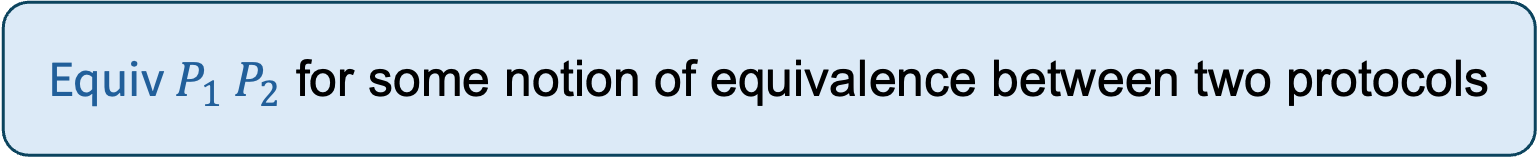 Equiv P₁ P₂ for some notion of equivalence between two protocols